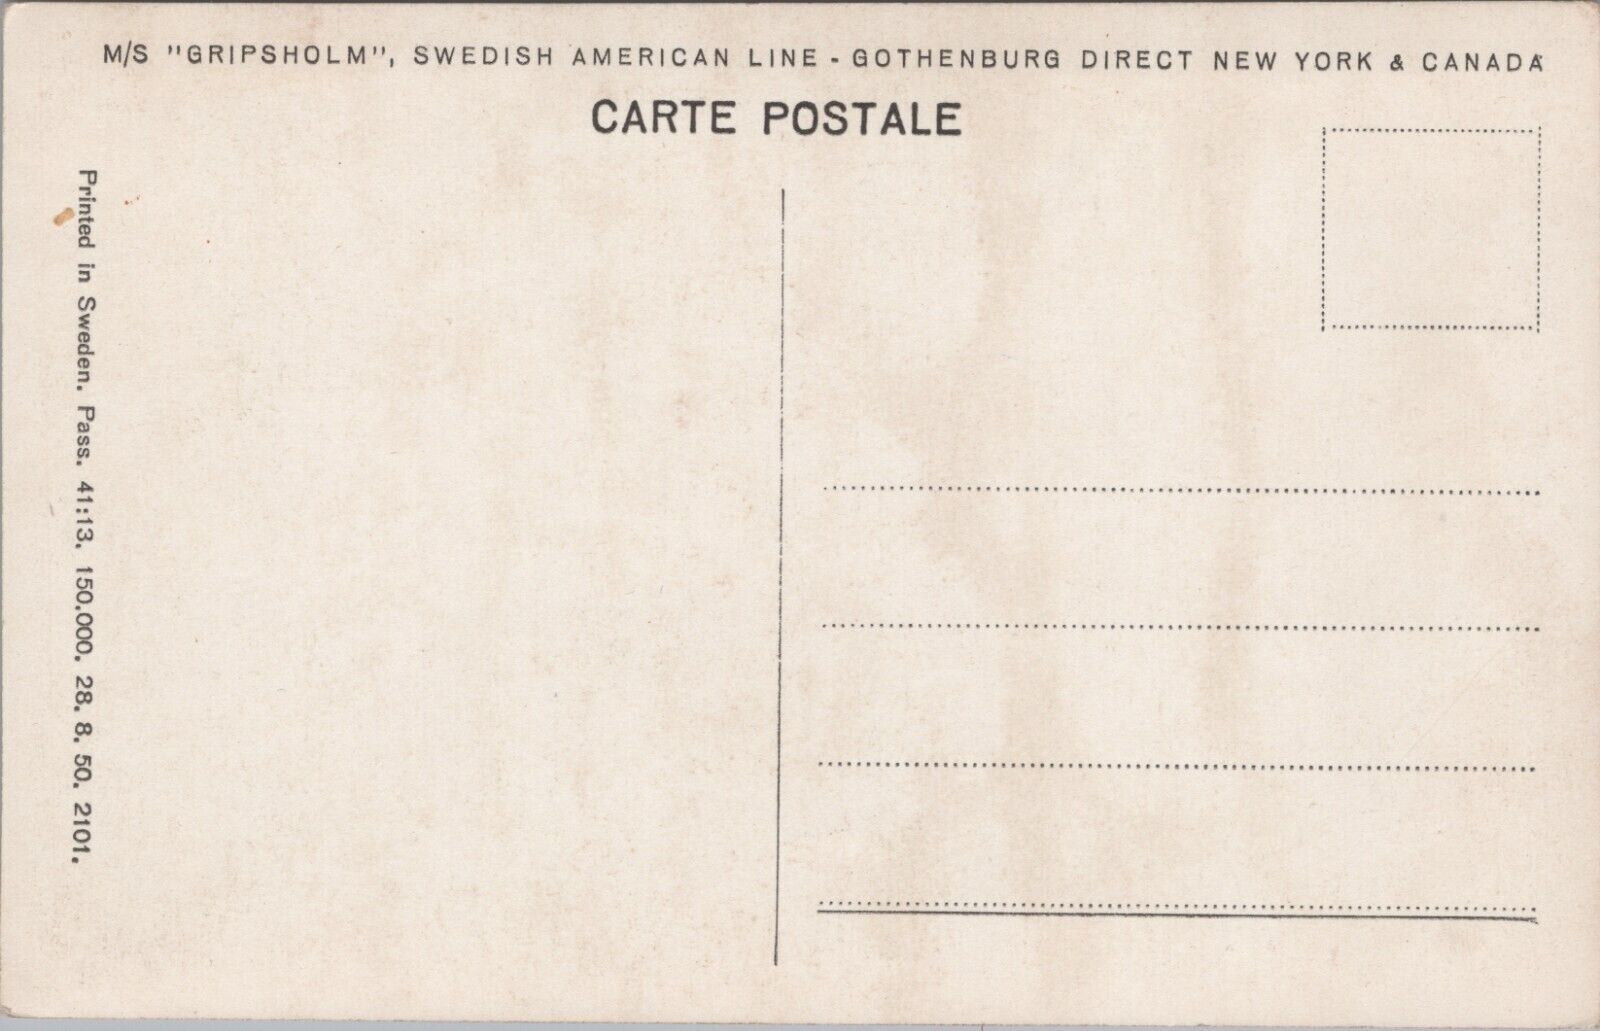 M/S "GRIPSHOLM", SWEDISH AMERICAN LINE - GOTHENBURG DIRECT NEW YORK & CANADA
CARTE POSTALE
Printed in Sweden. Pass. 41:13. 150.000. 28. 8. 50. 2101.